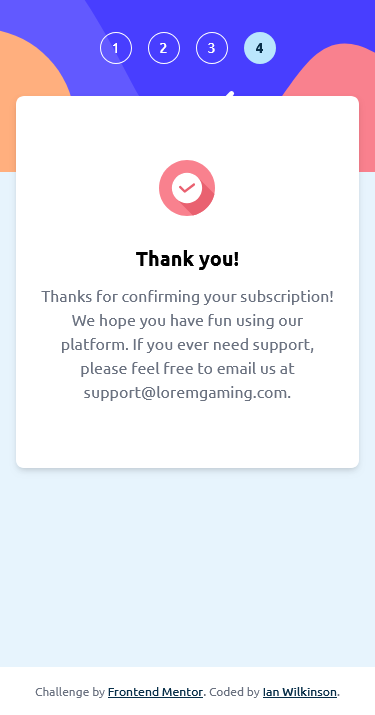 1 2 3 4
Thank you!
Thanks for confirming your subscription!
We hope you have fun using our
platform. If you ever need support,
please feel free to email us at
support@loremgaming.com.
Challenge by Frontend Mentor. Coded by Ian Wilkinson.